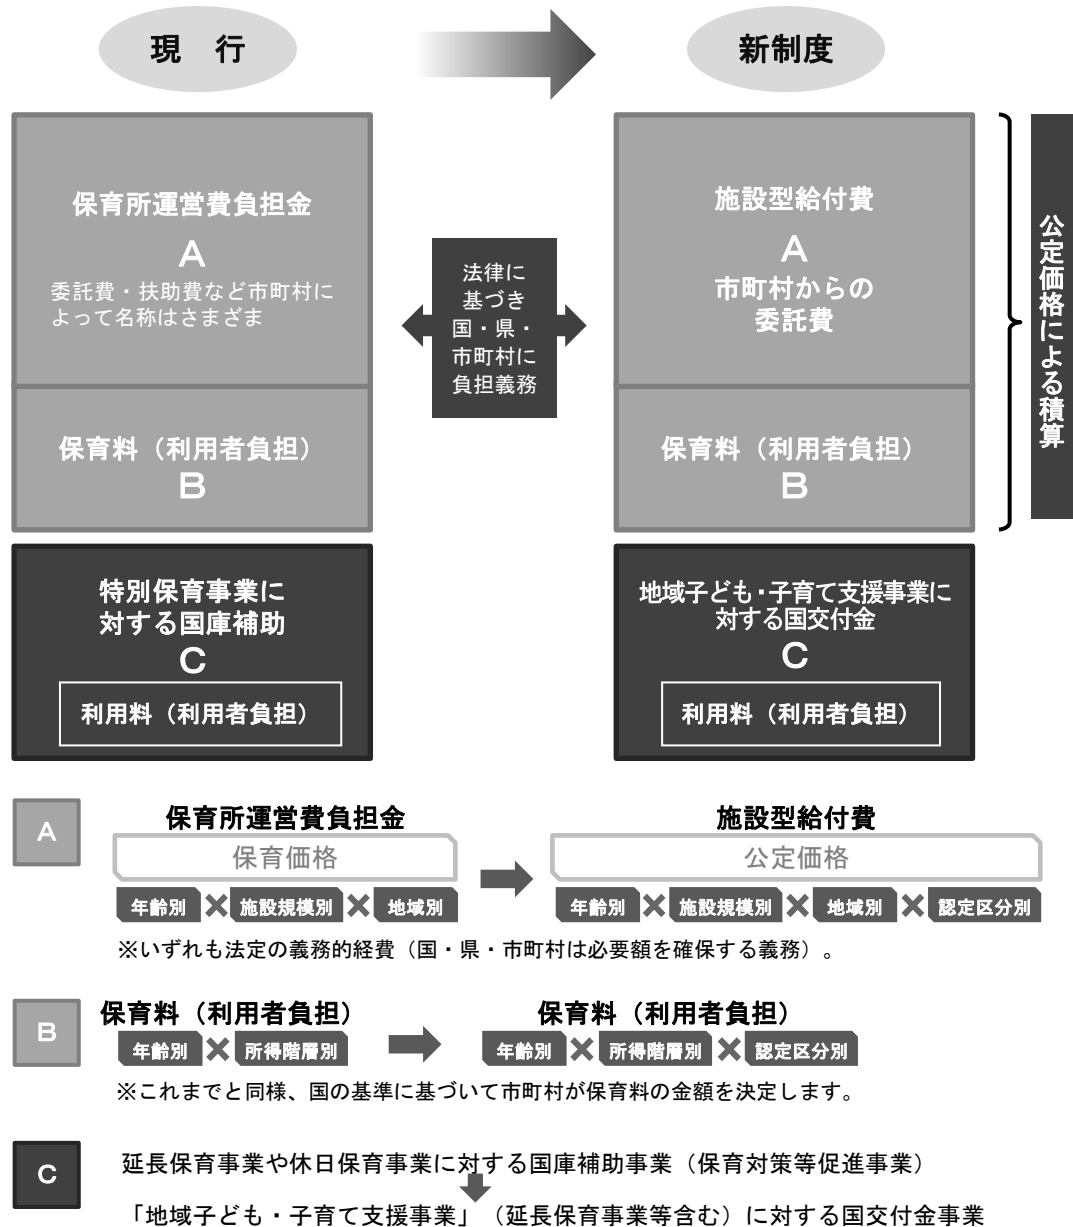 現　行
新制度
保育所運営費負担金
A
委託費・扶助費など市町村に
よって名称はさまざま
保育料（利用者負担）
B
特別保育事業に
対する国庫補助
C
利用料（利用者負担）
法律に
基づき
国・県・
市町村に
負担義務
施設型給付費
A
市町村からの
委託費
保育料（利用者負担）
B
地域子ども・子育て支援事業に
対する国交付金
C
利用料（利用者負担）
公定価格による積算
A
保育所運営費負担金
保育価格
年齢別×施設規模別×地域別
施設型給付費
公定価格
年齢別×施設規模別×地域別×認定区分別
※いずれも法定の義務的経費（国・県・市町村は必要額を確保する義務）。
B
保育料（利用者負担）
年齢別×所得階層別
保育料（利用者負担）
年齢別×所得階層別×認定区分別
※これまでと同様、国の基準に基づいて市町村が保育料の金額を決定します。
C
延長保育事業や休日保育事業に対する国庫補助事業（保育対策等促進事業）
「地域子ども・子育て支援事業」（延長保育事業等含む）に対する国交付金事業